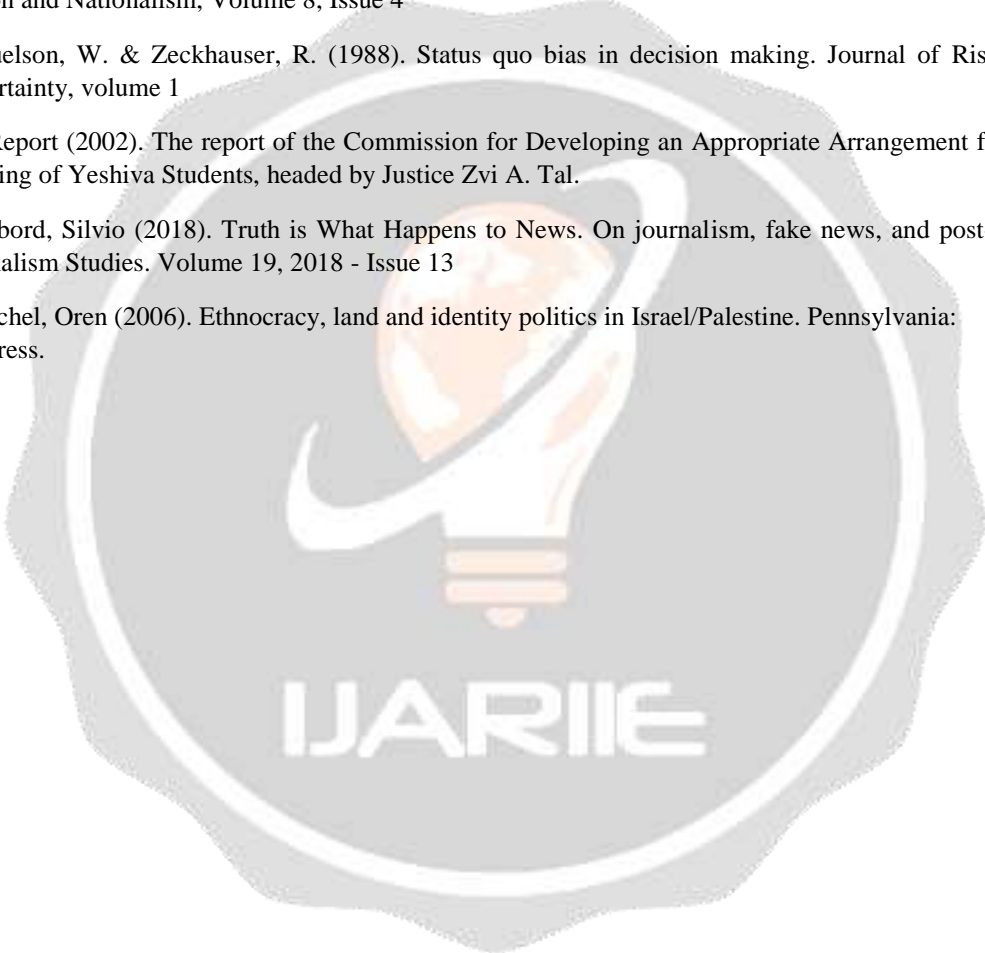 on and Nationalism, Volume 8, Issue 4
uelson, W. & Zeckhauser, R. (1988). Status quo bias in decision making. Journal of Ris
rtainty, volume 1
Report (2002). The report of the Commission for Developing an Appropriate Arrangement f
ing of Yeshiva Students, headed by Justice Zvi A. Tal.
bord, Silvio (2018). Truth is What Happens to News. On journalism, fake news, and post-
alism Studies. Volume 19, 2018 - Issue 13
chel, Oren (2006). Ethnocracy, land and identity politics in Israel/Palestine. Pennsylvania:
ress.
IJARIIE